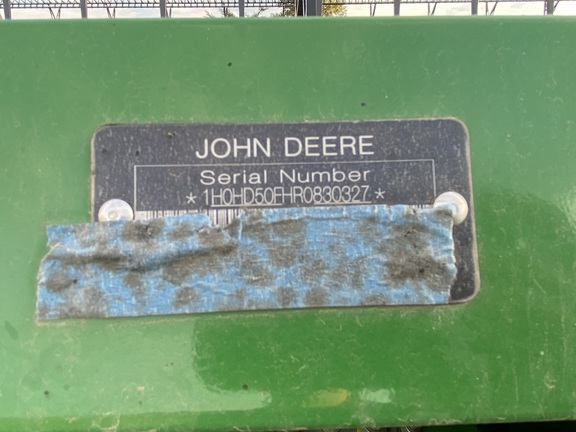 JOHN DEERE
Serial Number
*1H0HD50FHR0830327*